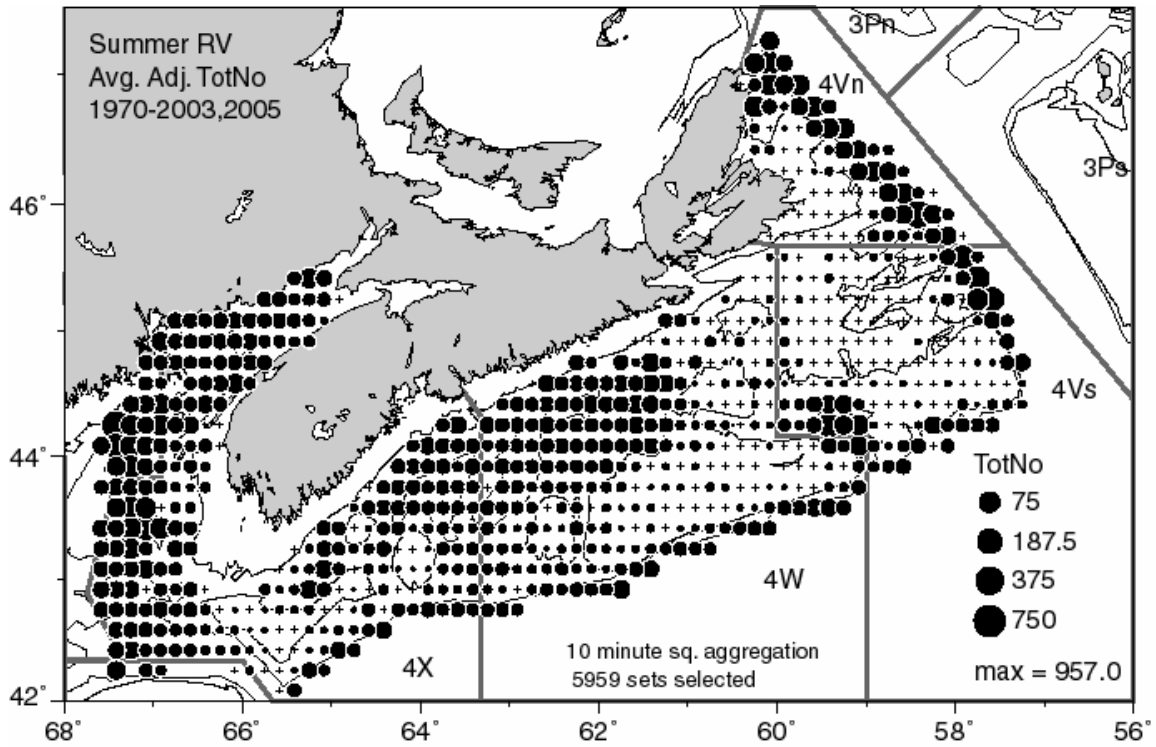 Summer RV
Avg. Adj. TotNo
1970-2003,2005
3Pn
4Vn
3Ps
46°
44°
42°
4Vs
TotNo
75
187.5
375
750
max = 957.0
4W
4X
10 minute sq. aggregation
5959 sets selected
68°
66°
64°
62°
60°
58°
56°